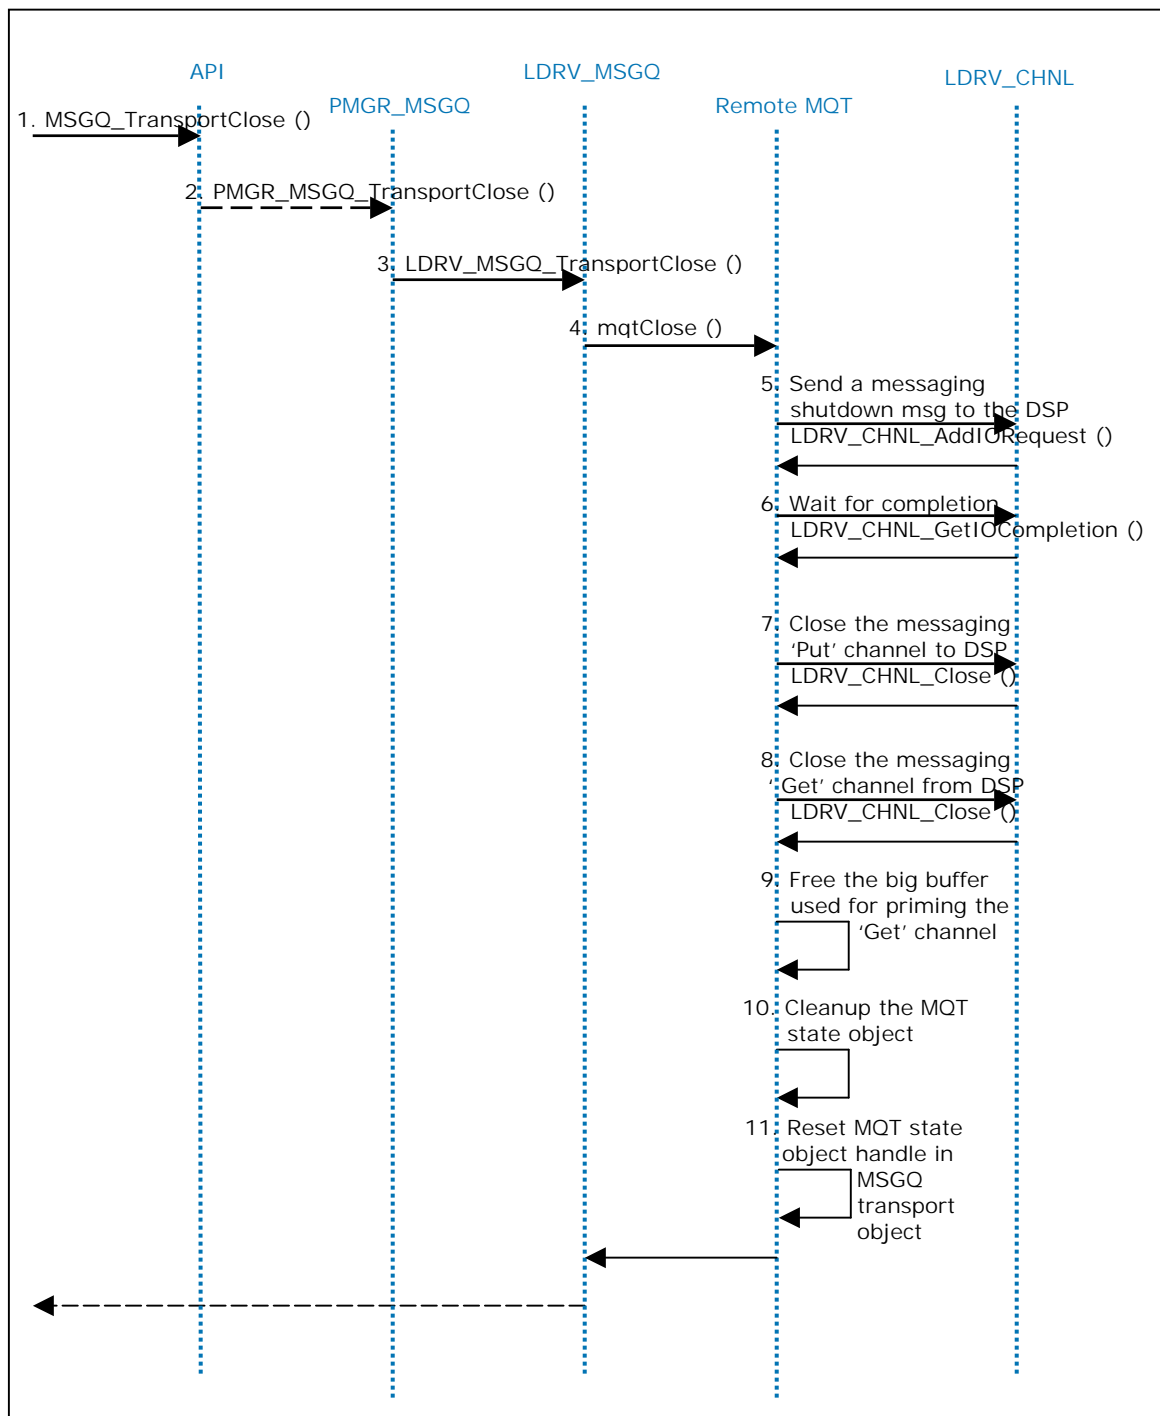 API
LDRV_MSGQ
LDRV_CHNL
PMGR_MSGQ
Remote MQT
1. MSGQ_TransportClose ()
2. PMGR_MSGQ_TransportClose ()
3. LDRV_MSGQ_TransportClose ()
4. mqtClose ()
5. Send a messaging
shutdown msg to the DSP
LDRV_CHNL_AddIORequest ()
6. Wait for completion
LDRV_CHNL_GetIOCompletion ()
7. Close the messaging
‘Put’ channel to DSP
LDRV_CHNL_Close ()
8. Close the messaging
‘ Get’ channel from DSP
LDRV_CHNL_Close ()
9. Free the big buffer
used for priming the
‘Get’ channel
10. Cleanup the MQT
state object
11. Reset MQT state
object handle in
MSGQ
transport
object